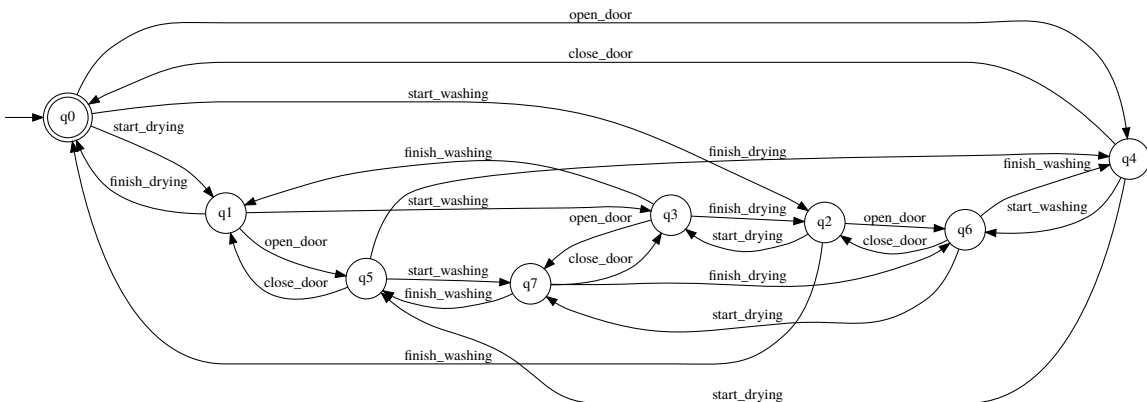 open_door
close_door
start_washing
q0
start_drying
finish_washing
finish_drying
q4
finish_washing
finish_drying
start_washing
q1
q3
finish_drying
q2
open_door
start_washing
open_door
start_drying
q6
close_door
open_door
close_door
start_washing
finish_drying
close_door
q5
finish_washing
q7
start_drying
finish_washing
start_drying